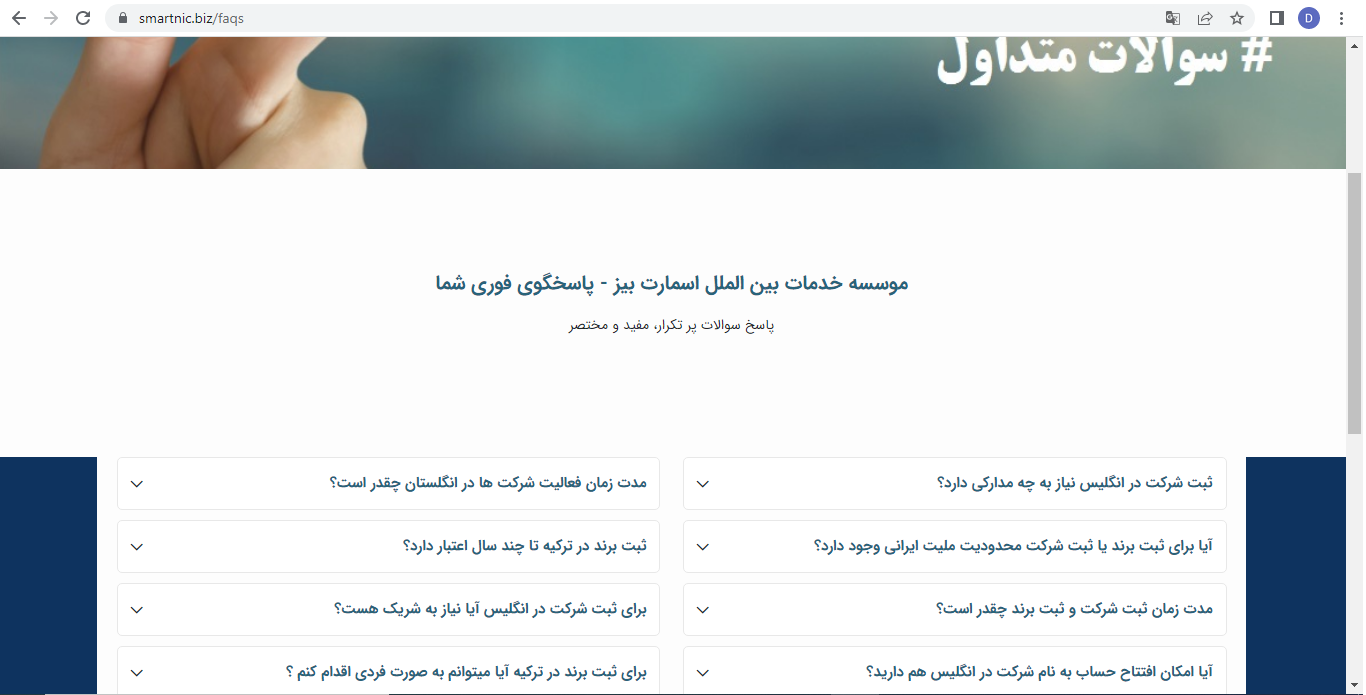 smartnic.biz/faqs
D
# سوالات متداول
موسسه خدمات بین الملل اسمارت بیز - پاسخگوی فوری شما
پاسخ سوالات پر تکرار، مفید و مختصر
ثبت شرکت در انگلیس نیاز به چه مدارکی دارد؟
مدت زمان فعالیت شرکت ها در انگلستان چقدر است؟
آیا برای ثبت برند یا ثبت شرکت محدودیت ملیت ایرانی وجود دارد؟
ثبت برند در ترکیه تا چند سال اعتبار دارد؟
مدت زمان ثبت شرکت و ثبت برند چقدر است؟
برای ثبت شرکت در انگلیس آیا نیاز به شریک هست؟
آیا امکان افتتاح حساب به نام شرکت در انگلیس هم دارید؟
برای ثبت برند در ترکیه آیا میتوانم به صورت فردی اقدام کنم ؟